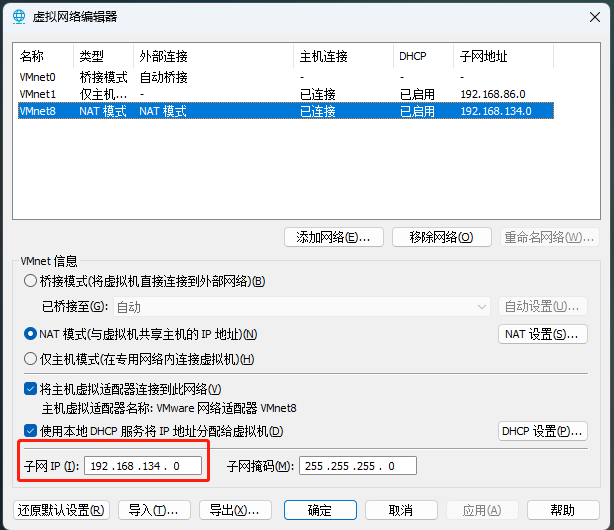 虚拟网络编辑器
名称 类型 外部连接 主机连接 DHCP 子网地址
VMnet0 桥接模式 自动桥接 - - -
VMnet1 仅主机... - 已连接 已启用 192.168.86.0
VMnet8 NAT 模式 NAT 模式 已连接 已启用 192.168.134.0
添加网络(E)... 移除网络(O) 重命名网络(W)...
VMnet 信息
桥接模式(将虚拟机直接连接到外部网络)(B)
已桥接至(G): 自动 自动设置(U)...
NAT 模式(与虚拟机共享主机的 IP 地址)(N) NAT 设置(S)...
仅主机模式(在专用网络内连接虚拟机)(H)
将主机虚拟适配器连接到此网络(V)
主机虚拟适配器名称: VMware 网络适配器 VMnet8
使用本地 DHCP 服务将 IP 地址分配给虚拟机(D) DHCP 设置(P)...
子网 IP (I): 192 .168 .134 . 0 子网掩码(M): 255 .255 .255 . 0
还原默认设置(R) 导入(T)... 导出(X)... 确定 取消 应用(A) 帮助